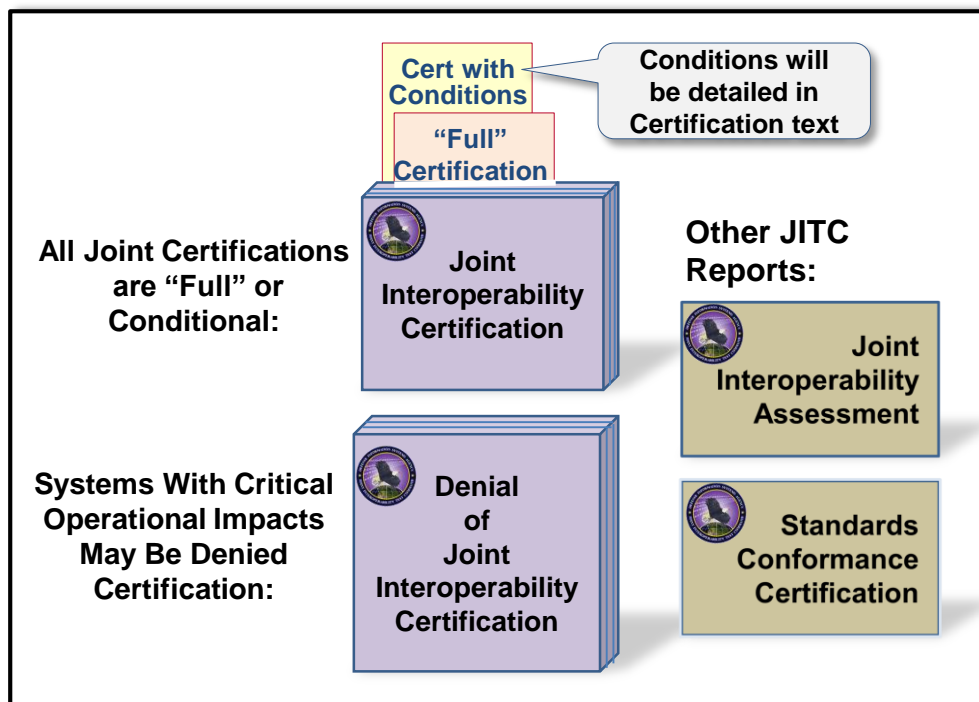 Cert with
Conditions
Conditions will
be detailed in
Certification text
“Full”
Certification
All Joint Certifications
are “Full” or
Conditional:
Joint
Interoperability
Certification
Other JITC
Reports:
Joint
Interoperability
Assessment
Systems With Critical
Operational Impacts
May Be Denied
Certification:
Denial
of
Joint
Interoperability
Certification
Standards
Conformance
Certification